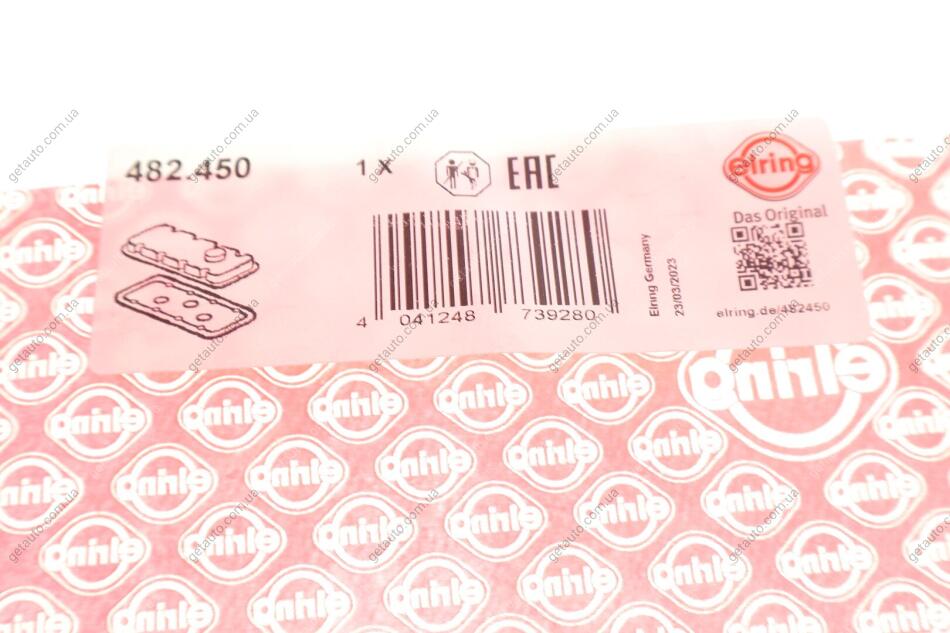 482.450
1 x
EAC
elring
Das Original
4 041248 739280
Elring Germany
23/03/2023
elring.de/482450
elring
getauto.com.ua